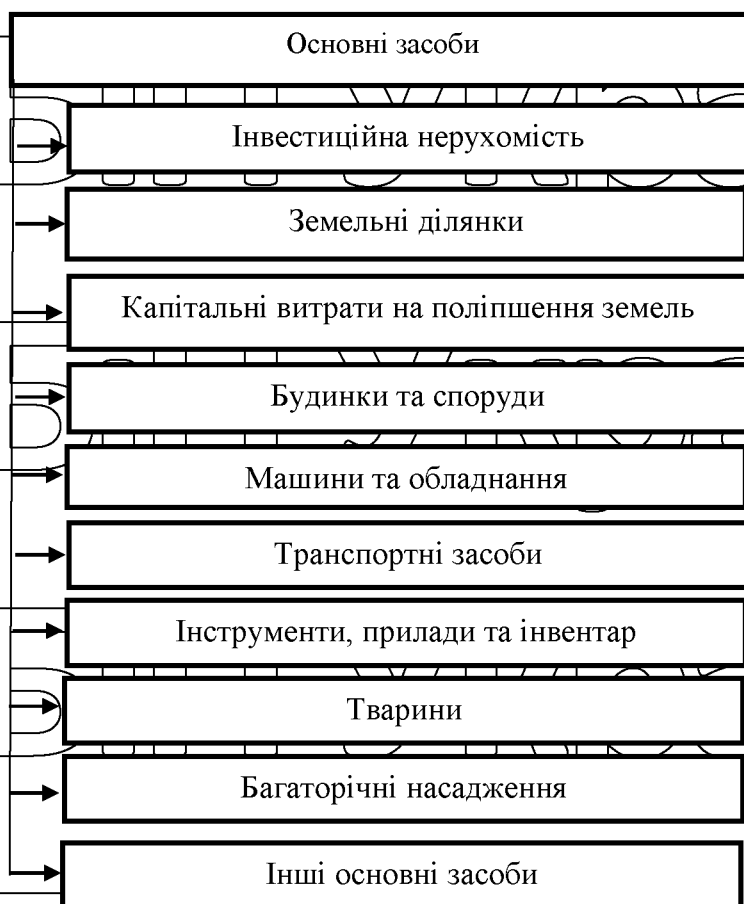 Основні засоби
Інвестиційна нерухомість
Земельні ділянки
Капітальні витрати на поліпшення земель
Будинки та споруди
Машини та обладнання
Транспортні засоби
Інструменти, прилади та інвентар
Тварини
Багаторічні насадження
Інші основні засоби